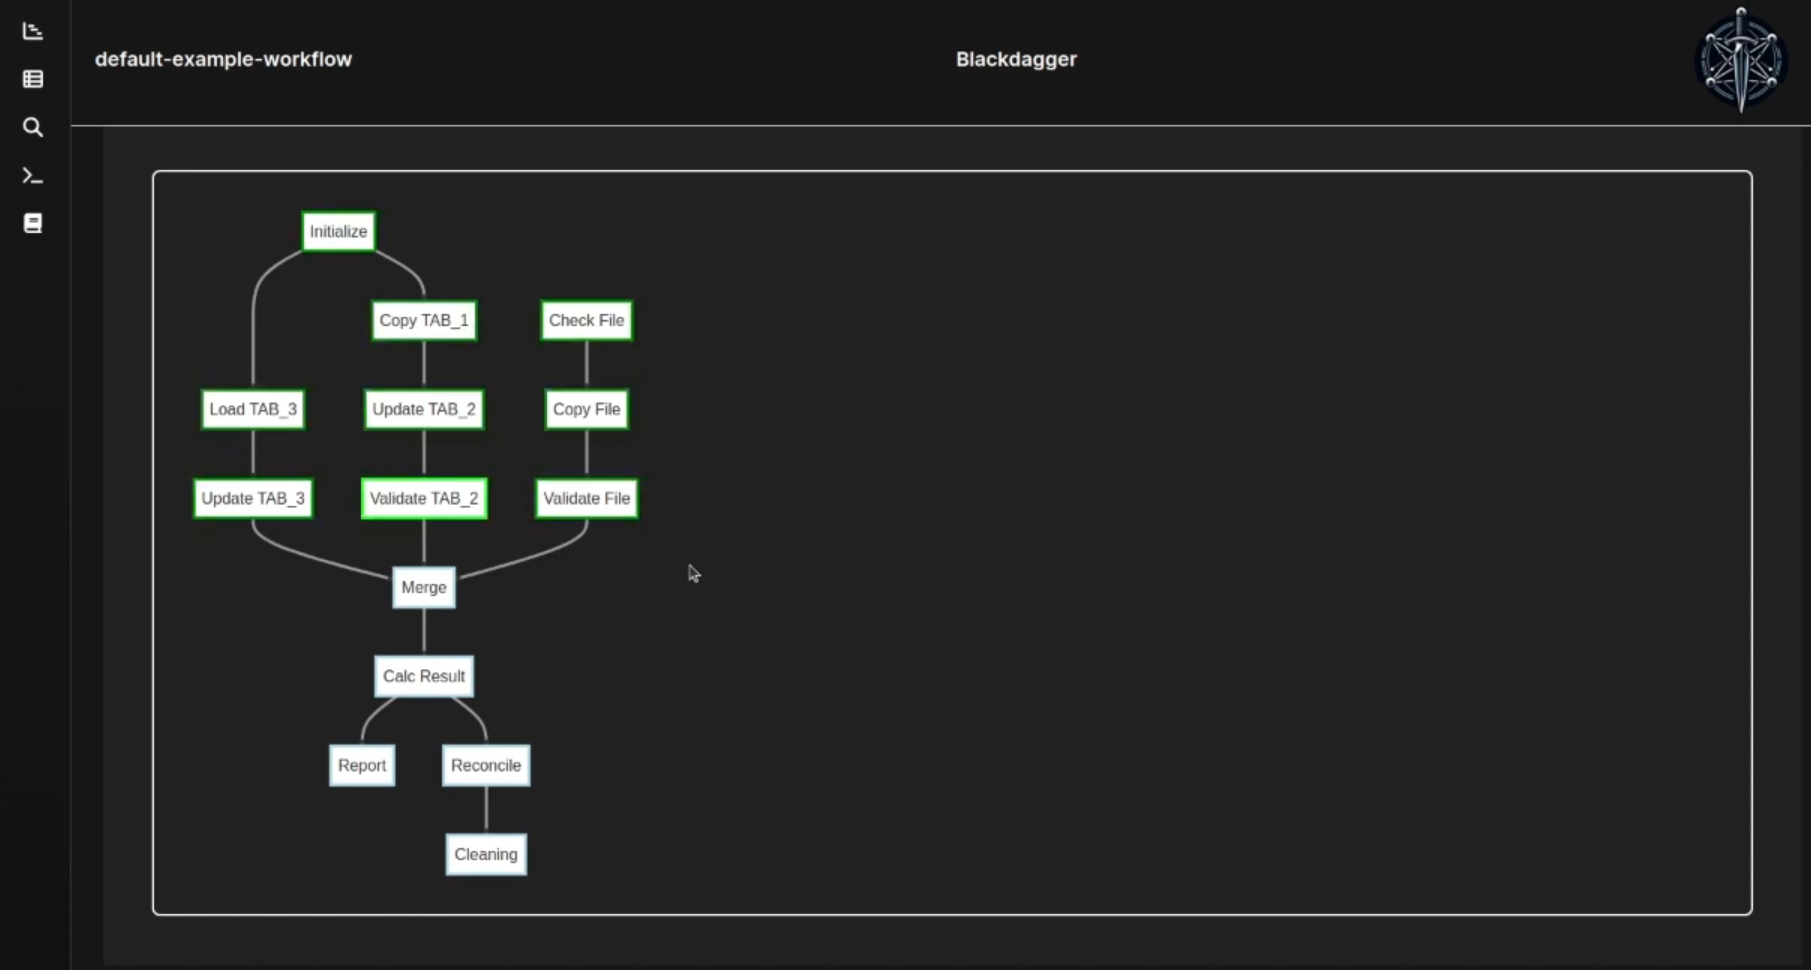 default-example-workflow
Blackdagger
Initialize
Copy TAB_1
Check File
Load TAB_3
Update TAB_2
Copy File
Update TAB_3
Validate TAB_2
Validate File
Merge
Calc Result
Report
Reconcile
Cleaning